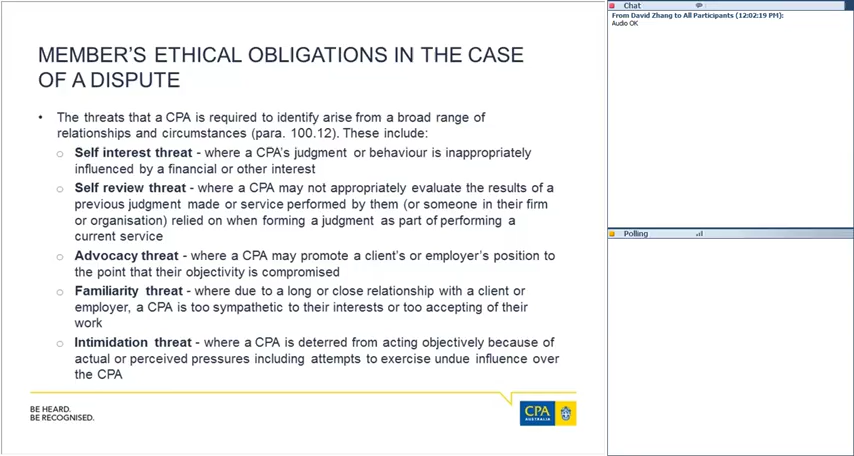 MEMBER'S ETHICAL OBLIGATIONS IN THE CASE
OF A DISPUTE
• The threats that a CPA is required to identify arise from a broad range of
relationships and circumstances (para. 100.12). These include:
o Self interest threat - where a CPA's judgment or behaviour is inappropriately
influenced by a financial or other interest
o Self review threat - where a CPA may not appropriately evaluate the results of a
previous judgment made or service performed by them (or someone in their firm
or organisation) relied on when forming a judgment as part of performing a
current service
o Advocacy threat - where a CPA may promote a client's or employer's position to
the point that their objectivity is compromised
o Familiarity threat - where due to a long or close relationship with a client or
employer, a CPA is too sympathetic to their interests or too accepting of their
work
o Intimidation threat - where a CPA is deterred from acting objectively because of
actual or perceived pressures including attempts to exercise undue influence over
the CPA
BE HEARD.
BE RECOGNISED.
CPA
AUSTRALIA
Chat
From David Zhang to All Participants (12:02:19 PM):
Audio OK
Polling